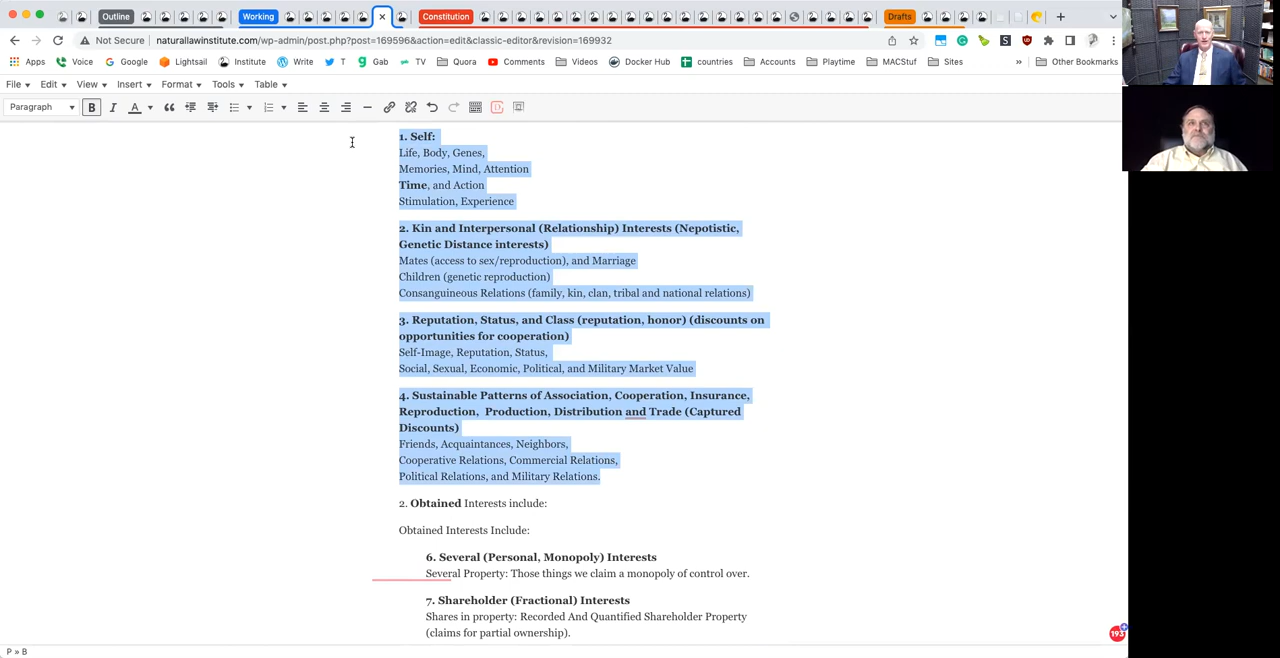 Outline
Working
Constitution
Drafts
Not Secure
naturallawinstitute.com/wp-admin/post.php?post=169596&action=edit&classic-editor&revision=169932
Apps Voice Google Lightsail Institute Write T Gab TV Quora Comments Videos Docker Hub countries Accounts Playtime MACStuf Sites » Other Bookmarks
File Edit View Insert Format Tools Table
Paragraph B I A
1. Self:
Life, Body, Genes,
Memories, Mind, Attention
Time, and Action
Stimulation, Experience
2. Kin and Interpersonal (Relationship) Interests (Nepotistic,
Genetic Distance interests)
Mates (access to sex/reproduction), and Marriage
Children (genetic reproduction)
Consanguineous Relations (family, kin, clan, tribal and national relations)
3. Reputation, Status, and Class (reputation, honor) (discounts on
opportunities for cooperation)
Self-Image, Reputation, Status,
Social, Sexual, Economic, Political, and Military Market Value
4. Sustainable Patterns of Association, Cooperation, Insurance,
Reproduction, Production, Distribution and Trade (Captured
Discounts)
Friends, Acquaintances, Neighbors,
Cooperative Relations, Commercial Relations,
Political Relations, and Military Relations.
2. Obtained Interests include:
Obtained Interests Include:
6. Several (Personal, Monopoly) Interests
Several Property: Those things we claim a monopoly of control over.
7. Shareholder (Fractional) Interests
Shares in property: Recorded And Quantified Shareholder Property
(claims for partial ownership).
193
P » B